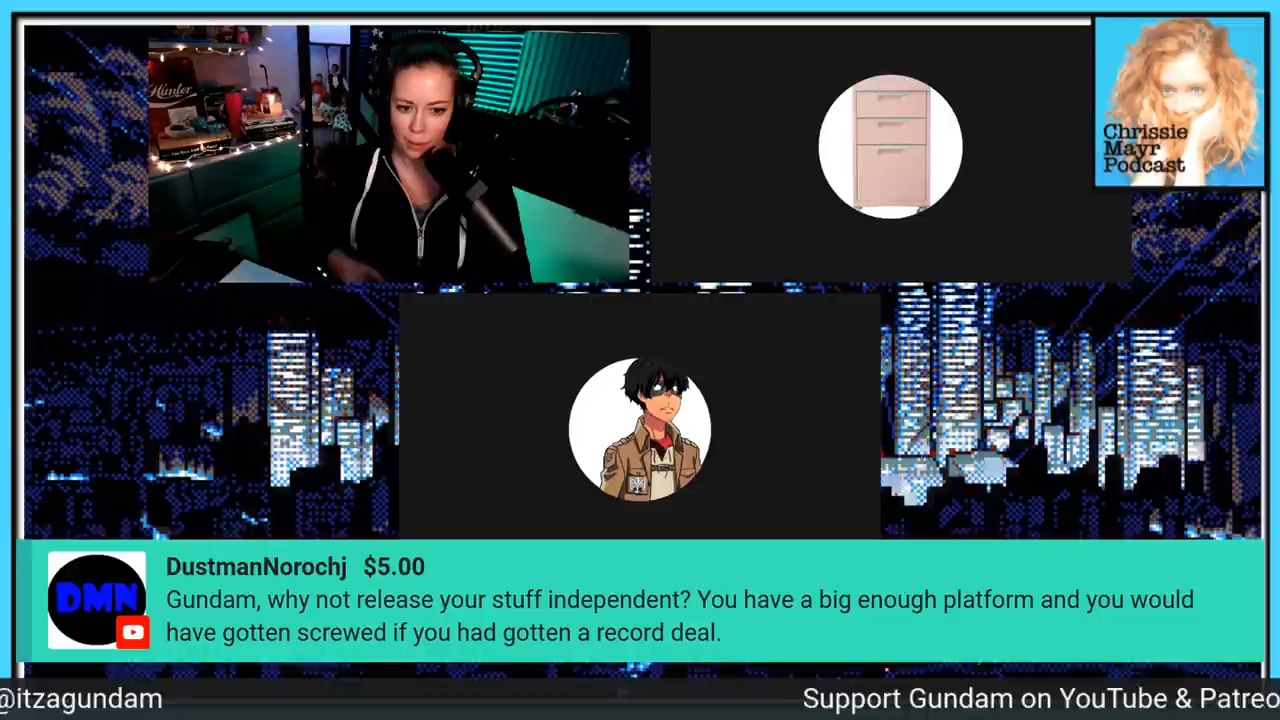 Hunter
Chrissie
Mayr
Podcast
DMN
DustmanNorochj $5.00
Gundam, why not release your stuff independent? You have a big enough platform and you would
have gotten screwed if you had gotten a record deal.
@itzagundam
Support Gundam on YouTube & Patreo